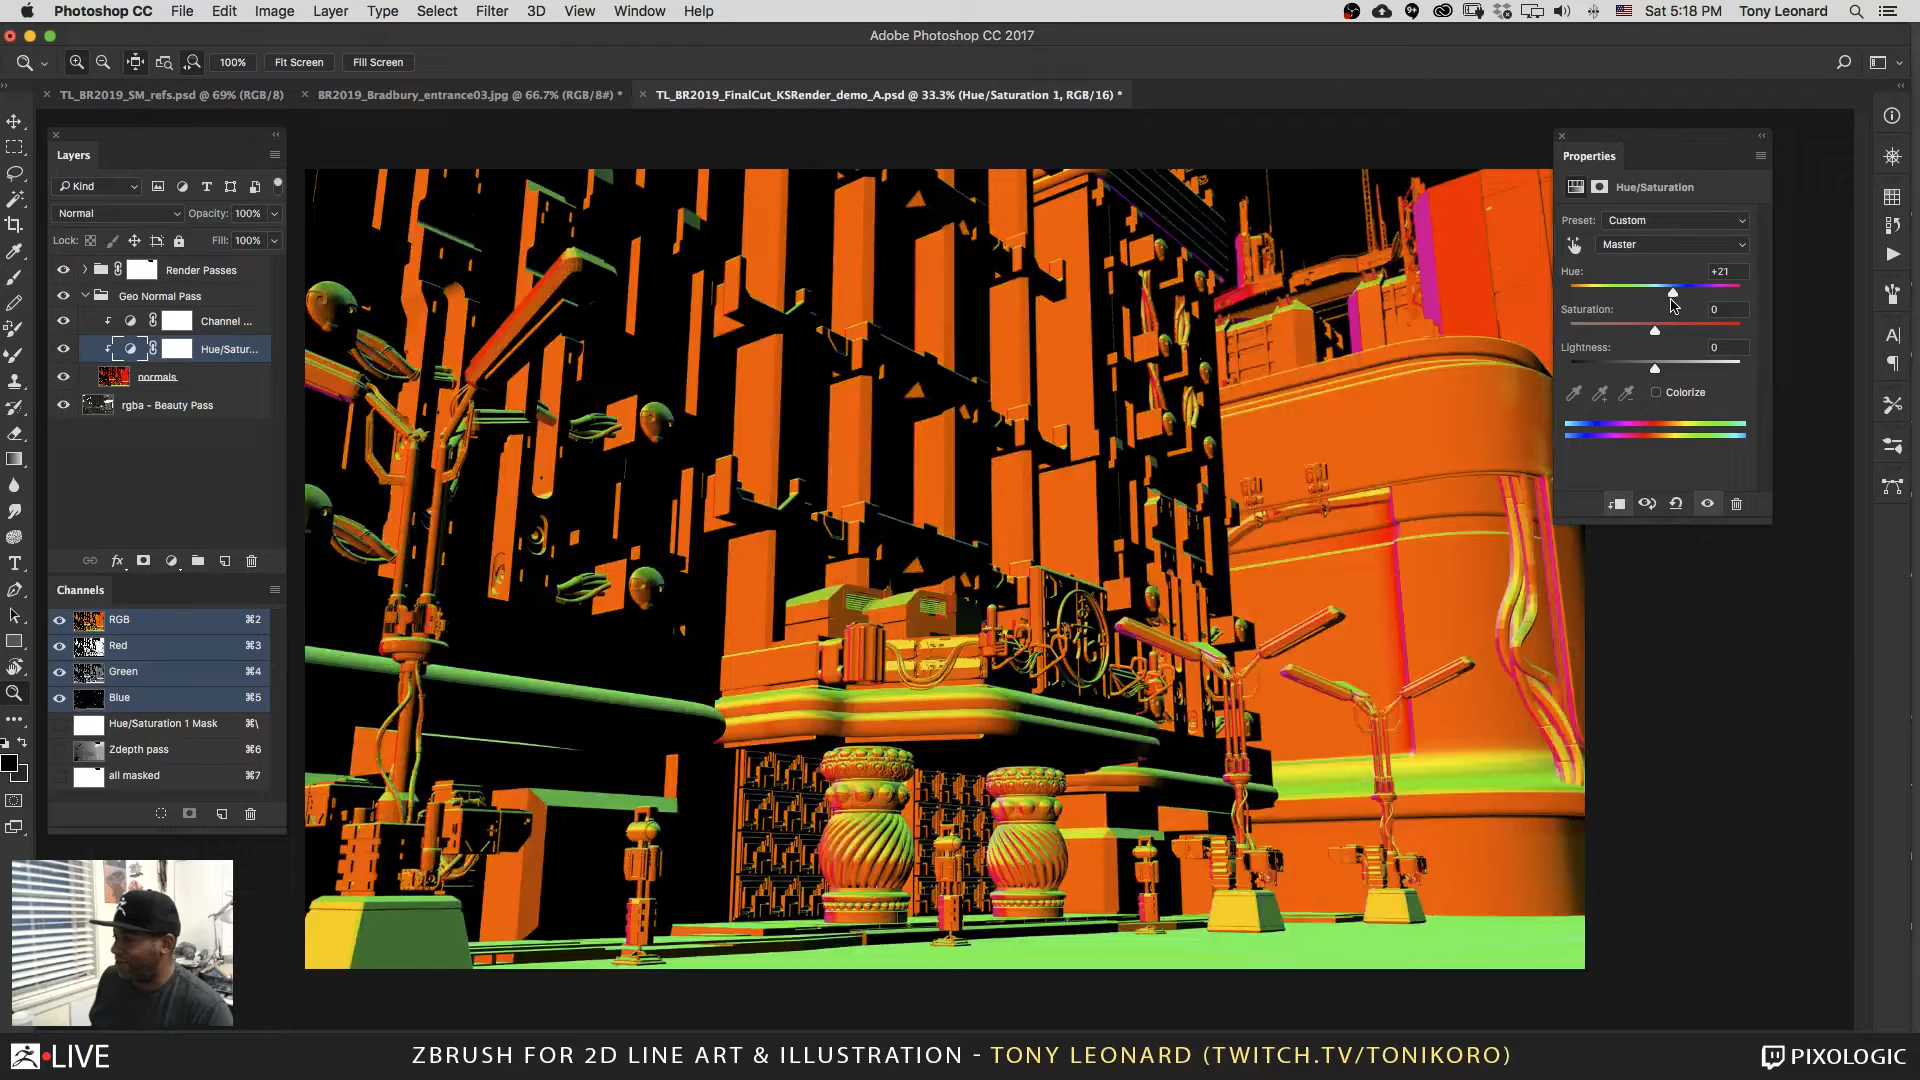 Photoshop CC File Edit Image Layer Type Select Filter 3D View Window Help Sat 5:18 PM Tony Leonard
Adobe Photoshop CC 2017
100% Fit Screen Fill Screen
TL_BR2019_SM_refs.psd @ 69% (RGB/8) BR2019_Bradbury_entrance03.jpg @ 66.7% (RGB/8#) * TL_BR2019_FinalCut_KSRender_demo_A.psd @ 33.3% (Hue/Saturation 1, RGB/16) *
Layers
Kind
Normal Opacity: 100%
Lock: Fill: 100%
Render Passes
Geo Normal Pass
Channel ...
Hue/Satur...
normals
rgba - Beauty Pass
Channels
RGB ⌘2
Red ⌘3
Green ⌘4
Blue ⌘5
Hue/Saturation 1 Mask ⌘\
Zdepth pass ⌘6
all masked ⌘7
Properties
Hue/Saturation
Preset: Custom
Master
Hue: +21
Saturation: 0
Lightness: 0
Colorize
LIVE
ZBRUSH FOR 2D LINE ART & ILLUSTRATION - TONY LEONARD (TWITCH.TV/TONIKORO)
PIXOLOGIC